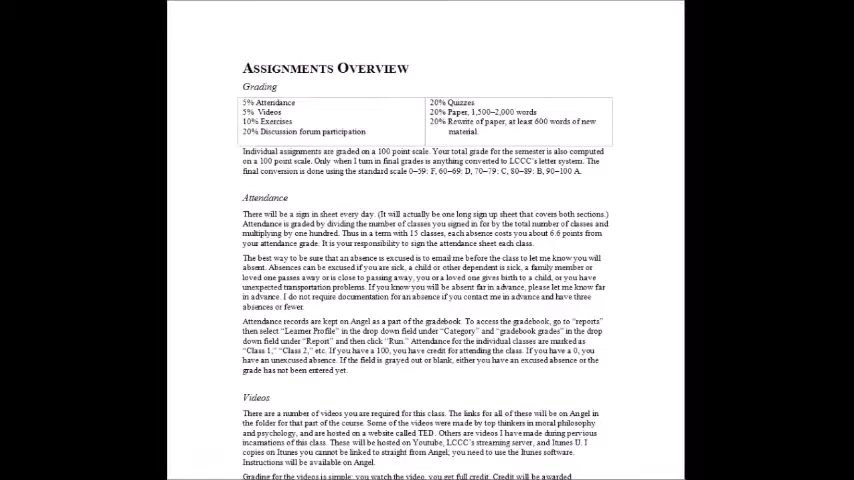 ASSIGNMENTS OVERVIEW
Grading
5% Attendance
5% Videos
10% Exercises
20% Discussion forum participation
20% Quizzes
20% Paper, 1,500–2,000 words
20% Rewrite of paper, at least 600 words of new
material.
Individual assignments are graded on a 100 point scale. Your total grade for the semester is also computed
on a 100 point scale. Only when I turn in final grades is anything converted to LCCC's letter system. The
final conversion is done using the standard scale 0–59: F, 60–69: D, 70–79: C, 80–89: B, 90–100 A.
Attendance
There will be a sign in sheet every day. (It will actually be one long sign up sheet that covers both sections.)
Attendance is graded by dividing the number of classes you signed in for by the total number of classes and
multiplying by one hundred. Thus in a term with 15 classes, each absence costs you about 6.6 points from
your attendance grade. It is your responsibility to sign the attendance sheet each class.
The best way to be sure that an absence is excused is to email me before the class to let me know you will
absent. Absences can be excused if you are sick, a child or other dependent is sick, a family member or
loved one passes away or is close to passing away, you or a loved one gives birth to a child, or you have
unexpected transportation problems. If you know you will be absent far in advance, please let me know far
in advance. I do not require documentation for an absence if you contact me in advance and have three
absences or fewer.
Attendance records are kept on Angel as a part of the gradebook. To access the gradebook, go to "reports"
then select "Learner Profile" in the drop down field under "Category" and "gradebook grades" in the drop
down field under "Report" and then click "Run." Attendance for the individual classes are marked as
"Class 1," "Class 2," etc. If you have a 100, you have credit for attending the class. If you have a 0, you
have an unexcused absence. If the field is grayed out or blank, either you have an excused absence or the
grade has not been entered yet.
Videos
There are a number of videos you are required for this class. The links for all of these will be on Angel in
the folder for that part of the course. Some of the videos were made by top thinkers in moral philosophy
and psychology, and are hosted on a website called TED. Others are videos I have made during pervious
incarnations of this class. These will be hosted on Youtube, LCCC's streaming server, and Itunes U. I
copies on Itunes you cannot be linked to straight from Angel, you need to use the Itunes software.
Instructions will be available on Angel.
Grading for the videos is simple: you watch the video, you get full credit. Credit will be awarded